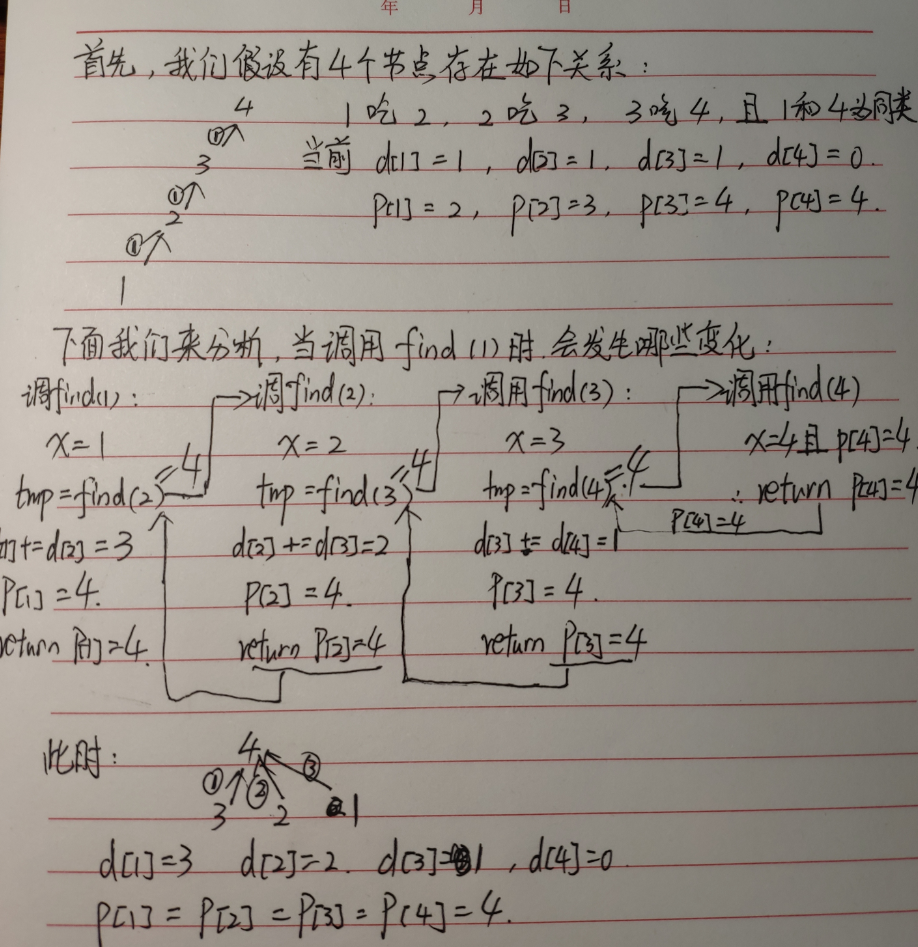 年 月 日
首先，我们假设有4个节点存在如下关系：
4 1吃2，2吃3，3吃4，且1和4为同类
① 3 当前 d[1]=1，d[2]=1，d[3]=1，d[4]=0.
① 2 P[1]=2，P[2]=3，P[3]=4，P[4]=4.
①
1
下面我们来分析，当调用find(1)时，会发生哪些变化：
调find(1)： 调find(2)： 调用find(3)： 调用find(4)
x=1 x=2 x=3 x=4且p[4]=4
tmp=find(2)=4 tmp=find(3)=4 tmp=find(4)=4 ∴return P[4]=4
P[4]=4
[1]+=d[2]=3 d[2]+=d[3]=2 d[3]+=d[4]=1
P[1]=4. P[2]=4. P[3]=4.
return P[1]=4. return P[2]=4 return P[3]=4
此时： 4
① ② ③
3 2 1
d[1]=3 d[2]=2. d[3]=1，d[4]=0.
P[1]=P[2]=P[3]=P[4]=4.